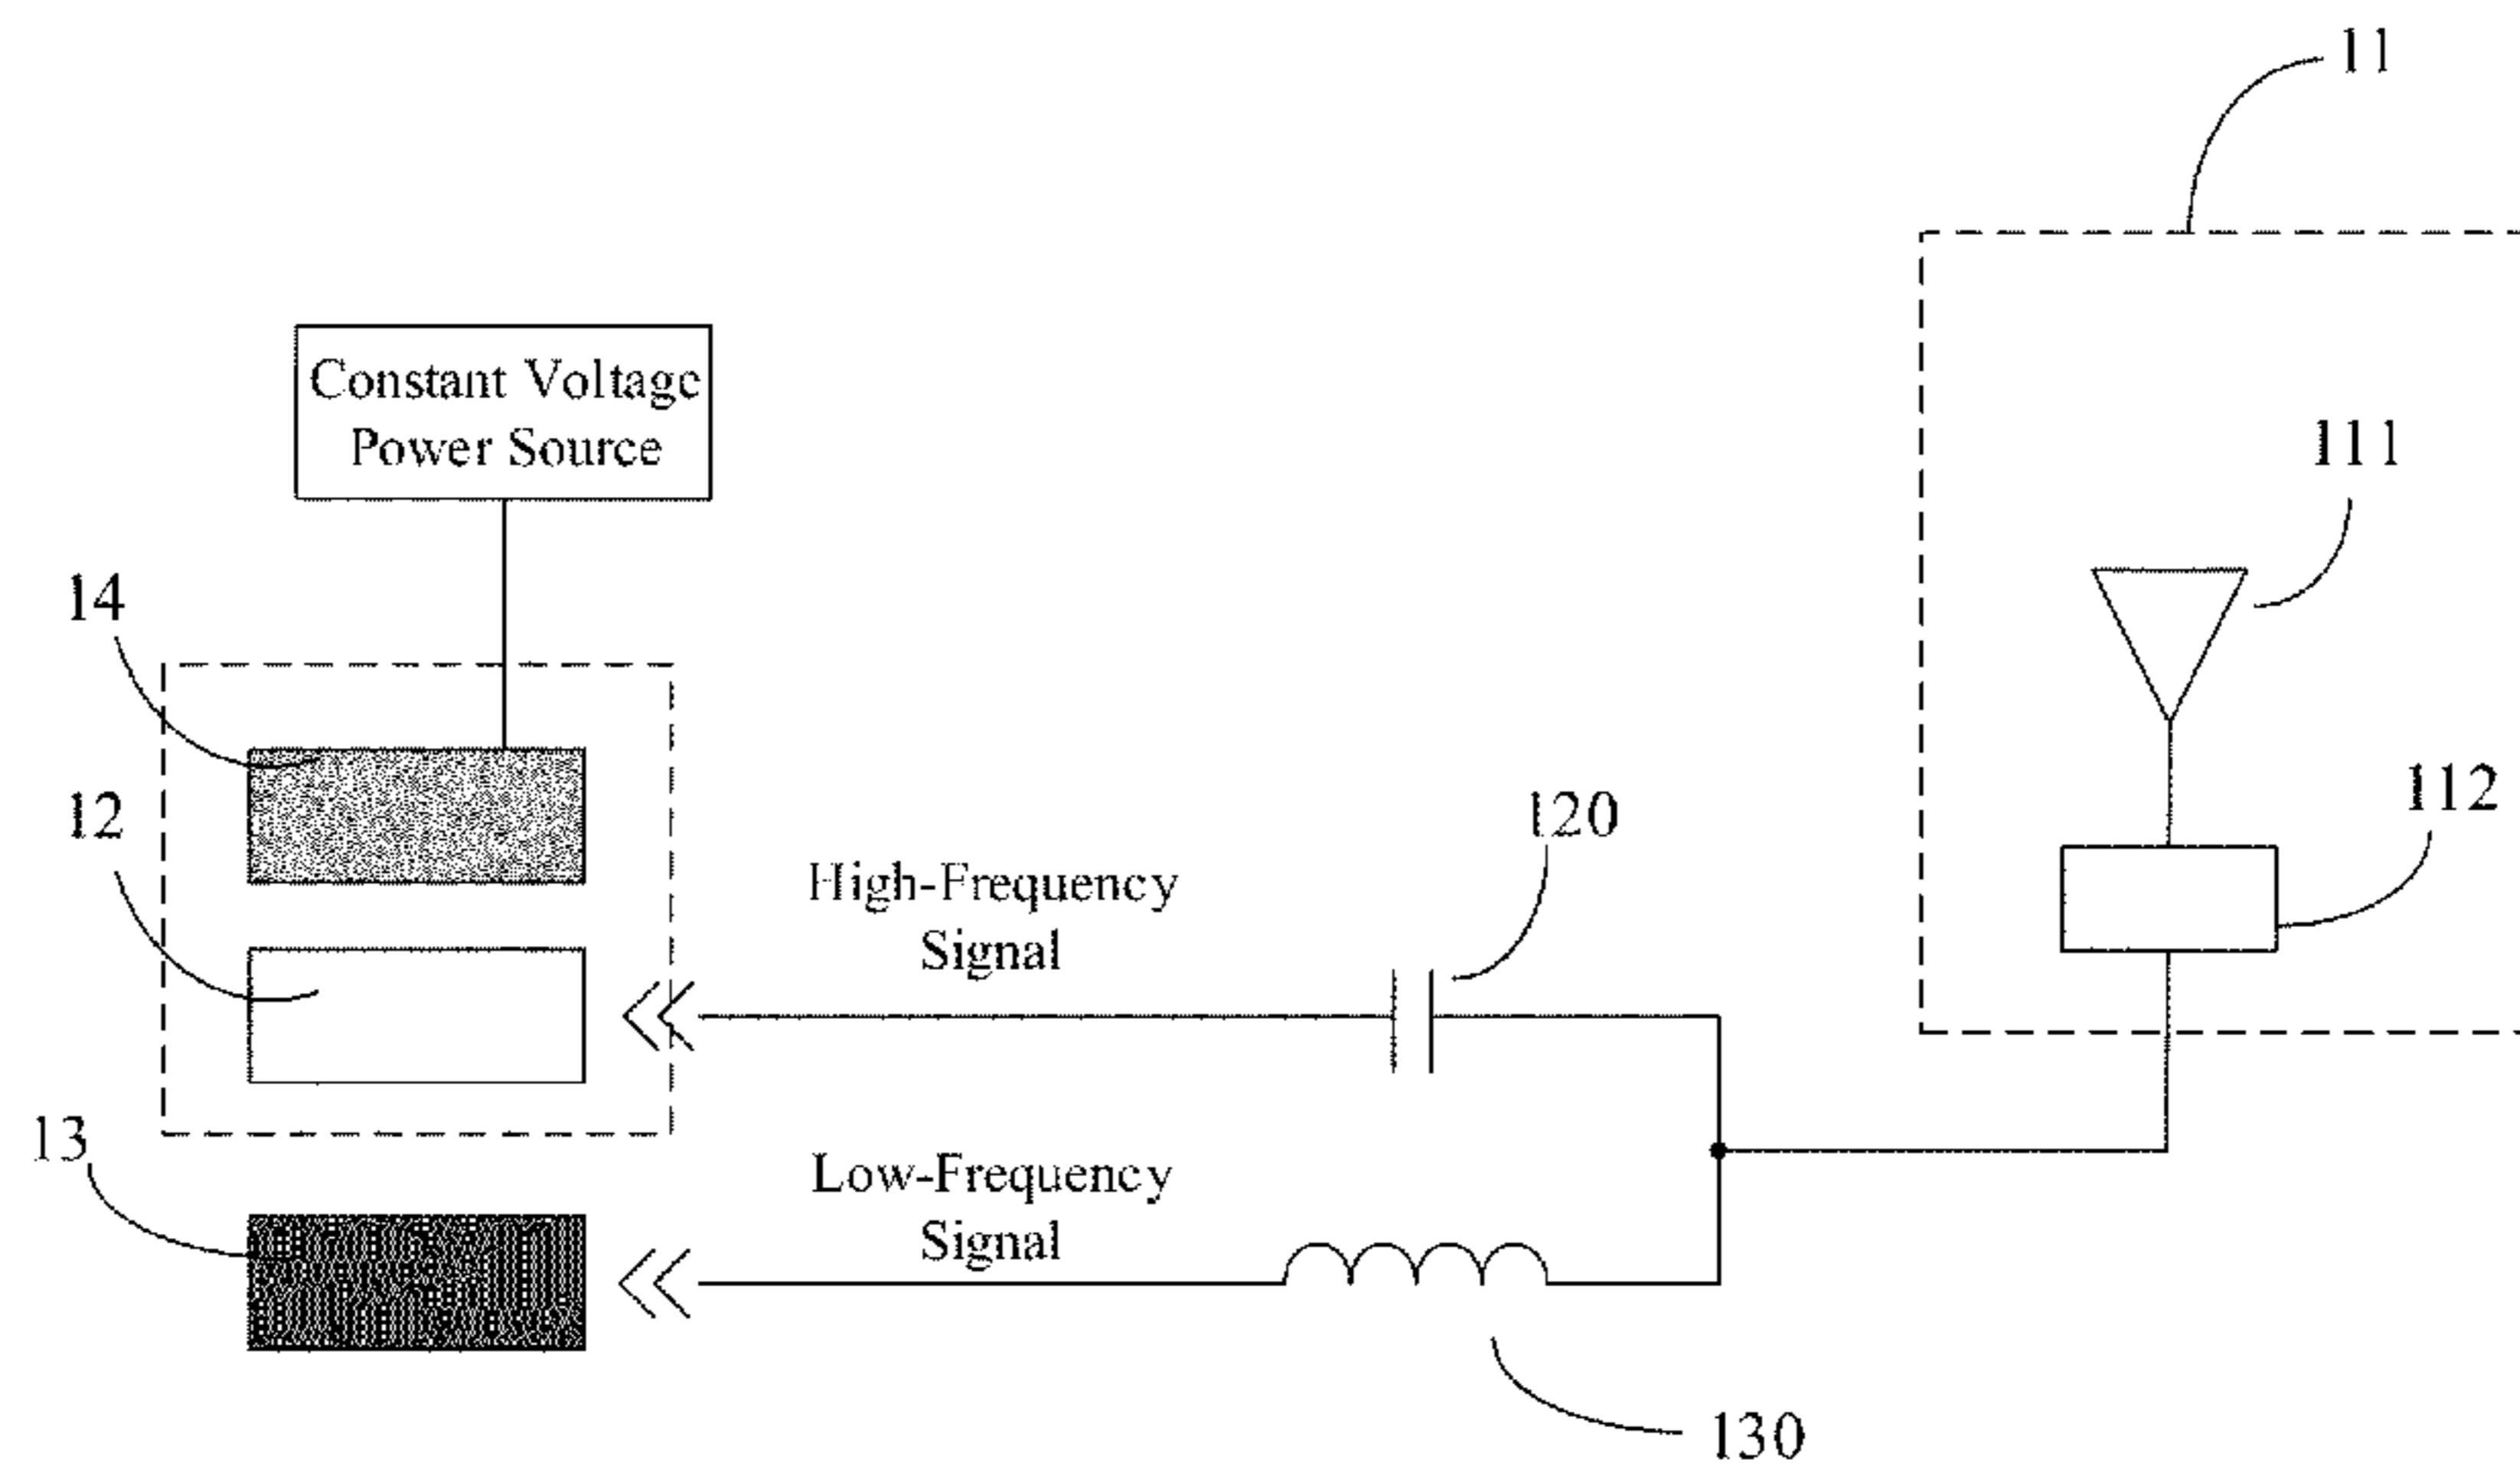 11
Constant Voltage
Power Source
111
14
112
12
120
High-Frequency
Signal
13
Low-Frequency
Signal
130